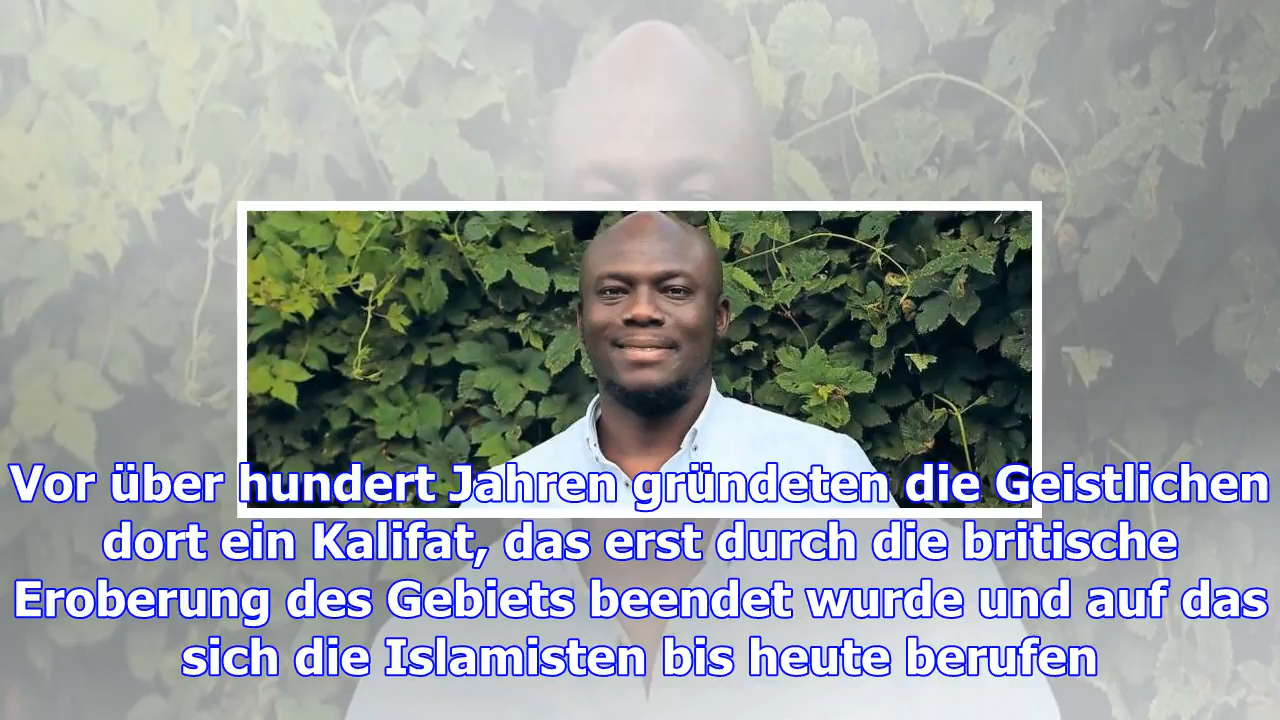 Vor über hundert Jahren gründeten die Geistlichen
dort ein Kalifat, das erst durch die britische
Eroberung des Gebiets beendet wurde und auf das
sich die Islamisten bis heute berufen